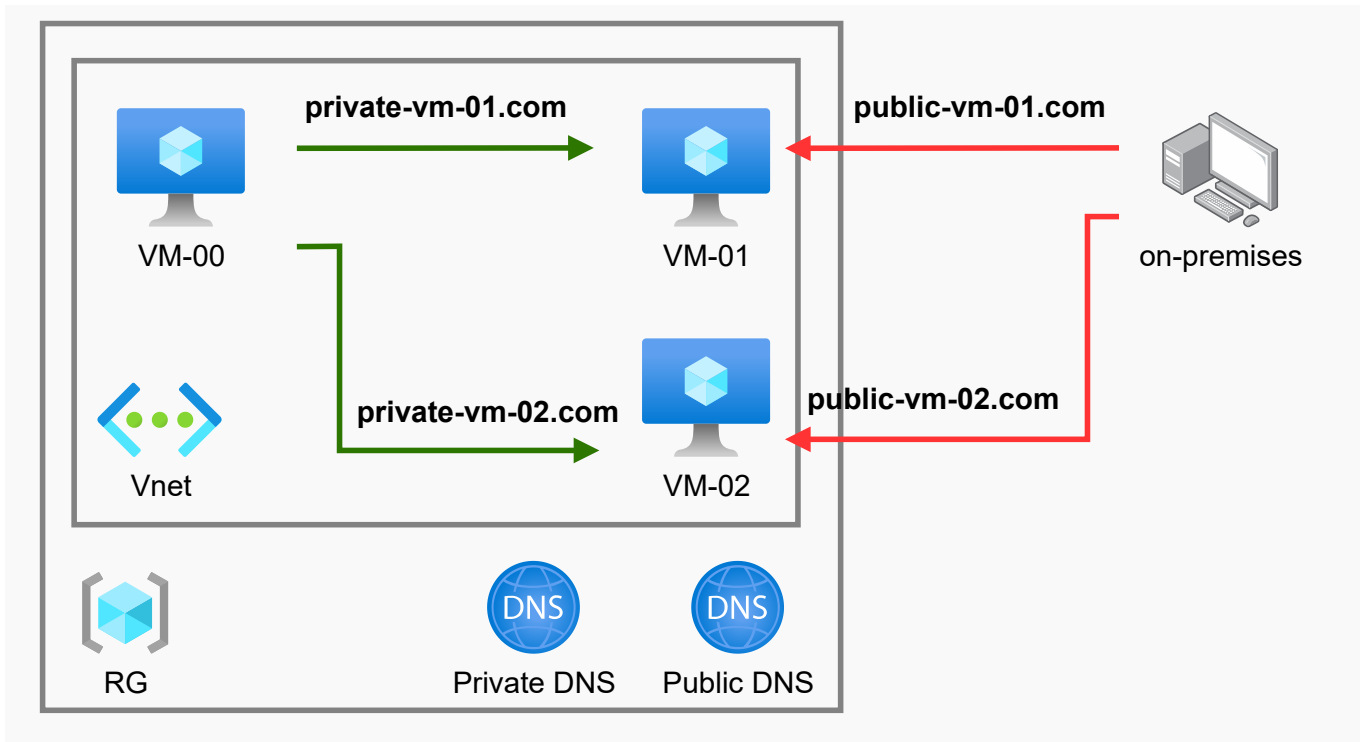 private-vm-01.com
public-vm-01.com
VM-00
VM-01
on-premises
private-vm-02.com
public-vm-02.com
Vnet
VM-02
DNS
DNS
RG
Private DNS
Public DNS